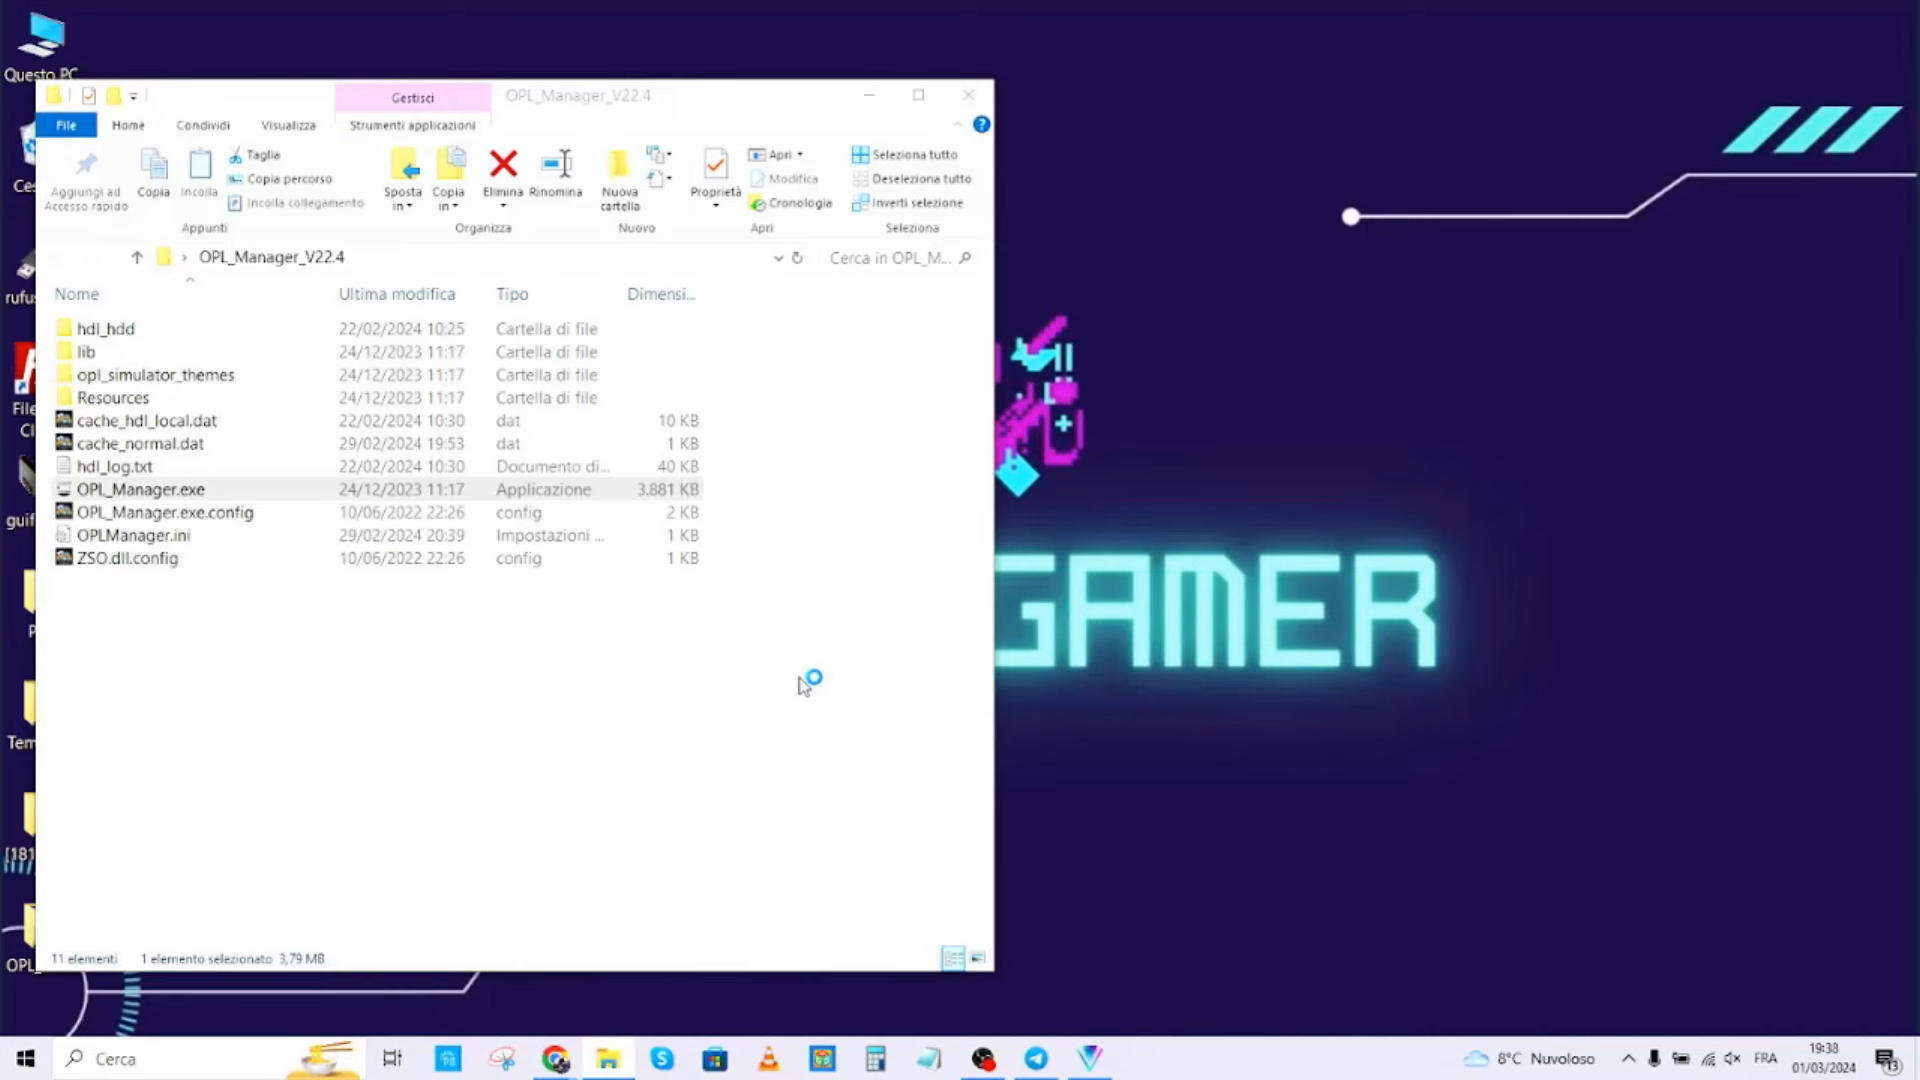 Questo PC
Gestisci
OPL_Manager_V22.4
File
Home
Condividi
Visualizza
Strumenti applicazioni
Aggiungi ad
Accesso rapido
Copia
Incolla
Taglia
Copia percorso
Incolla collegamento
Appunti
Sposta
in
Copia
in
Elimina
Rinomina
Organizza
Nuova
cartella
Nuovo
Proprietà
Apri
Modifica
Cronologia
Apri
Seleziona tutto
Deseleziona tutto
Inverti selezione
Seleziona
OPL_Manager_V22.4
Cerca in OPL_M...
Nome Ultima modifica Tipo Dimensi...
hdl_hdd 22/02/2024 10:25 Cartella di file
lib 24/12/2023 11:17 Cartella di file
opl_simulator_themes 24/12/2023 11:17 Cartella di file
Resources 24/12/2023 11:17 Cartella di file
cache_hdl_local.dat 22/02/2024 10:30 dat 10 KB
cache_normal.dat 29/02/2024 19:53 dat 1 KB
hdl_log.txt 22/02/2024 10:30 Documento di... 40 KB
OPL_Manager.exe 24/12/2023 11:17 Applicazione 3.881 KB
OPL_Manager.exe.config 10/06/2022 22:26 config 2 KB
OPLManager.ini 29/02/2024 20:39 Impostazioni ... 1 KB
ZSO.dll.config 10/06/2022 22:26 config 1 KB
11 elementi 1 elemento selezionato 3,79 MB
Ces
rufus
File
Cl
guif
P
Tem
[181
OPL_
GAMER
Cerca
8°C Nuvoloso
FRA
19:38
01/03/2024
13